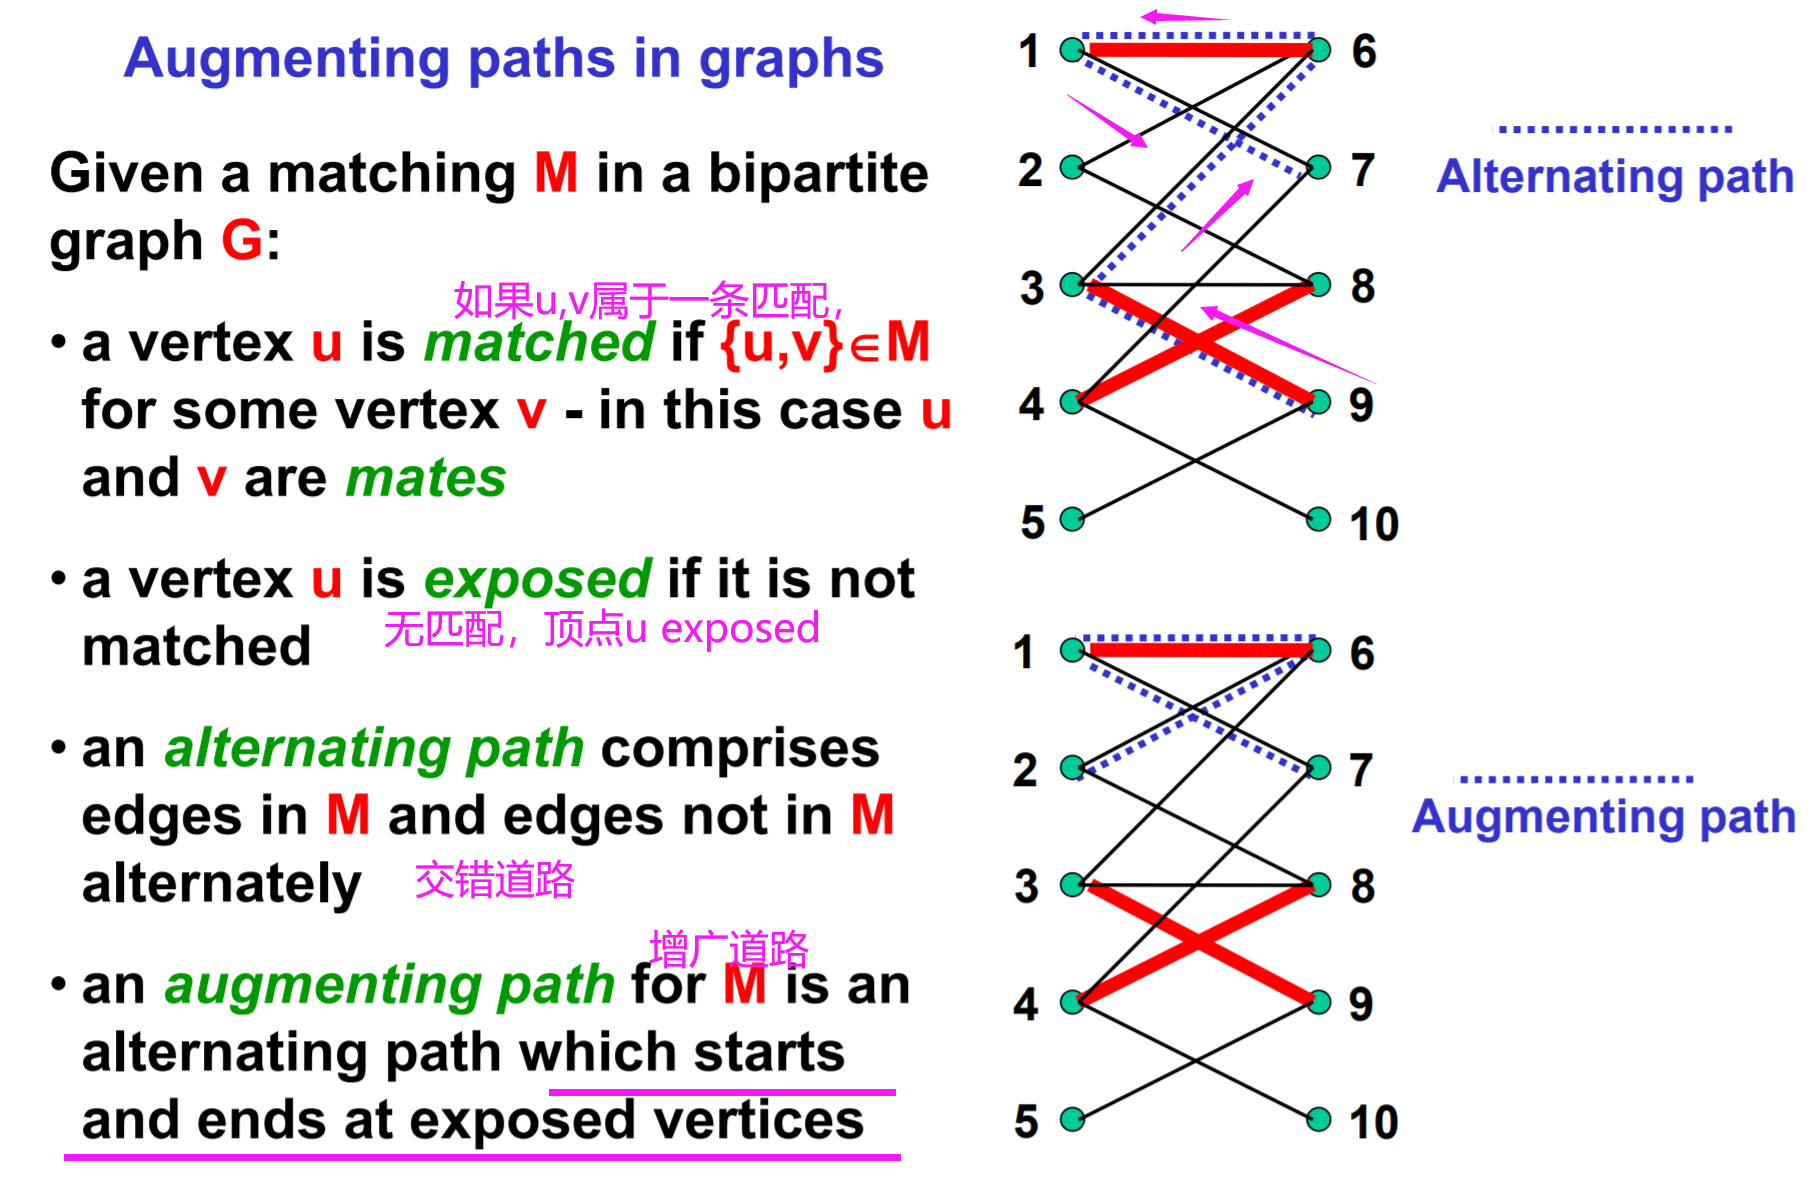 Augmenting paths in graphs
Given a matching M in a bipartite
graph G:
如果u,v属于一条匹配，
• a vertex u is matched if {u,v}∈M
for some vertex v - in this case u
and v are mates
• a vertex u is exposed if it is not
matched
无匹配，顶点u exposed
• an alternating path comprises
edges in M and edges not in M
alternately
交错道路
增广道路
• an augmenting path for M is an
alternating path which starts
and ends at exposed vertices
1 6
2 7
3 8
4 9
5 10
Alternating path
1 6
2 7
3 8
4 9
5 10
Augmenting path